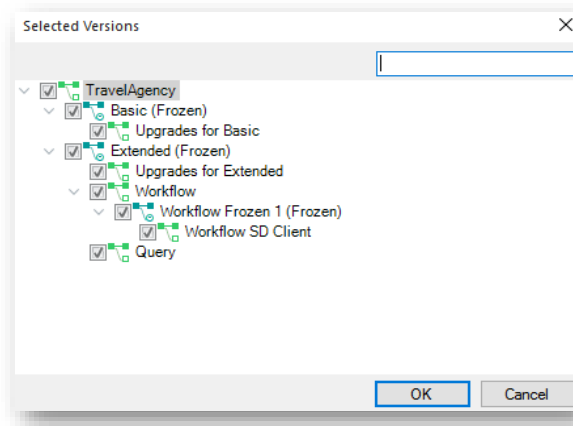 Selected Versions
TravelAgency
Basic (Frozen)
Upgrades for Basic
Extended (Frozen)
Upgrades for Extended
Workflow
Workflow Frozen 1 (Frozen)
Workflow SD Client
Query
OK Cancel